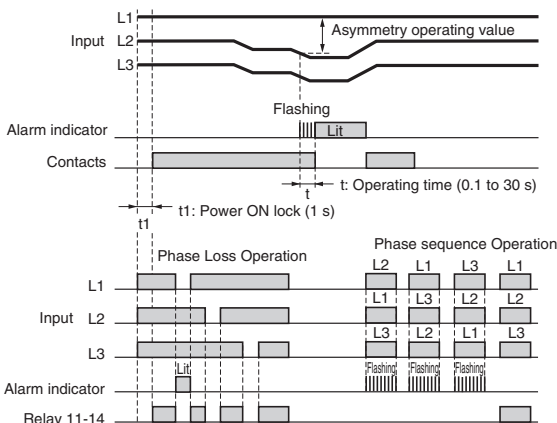 L1
Asymmetry operating value
Input L2
L3
Flashing
Alarm indicator
Lit
Contacts
t
t: Operating time (0.1 to 30 s)
t1: Power ON lock (1 s)
t1
Phase Loss Operation
Phase sequence Operation
L2 L1 L3 L1
L1
L1 L3 L2 L2
Input L2
L3 L2 L1 L3
L3
Lit
Flashing Flashing Flashing
Alarm indicator
Relay 11-14